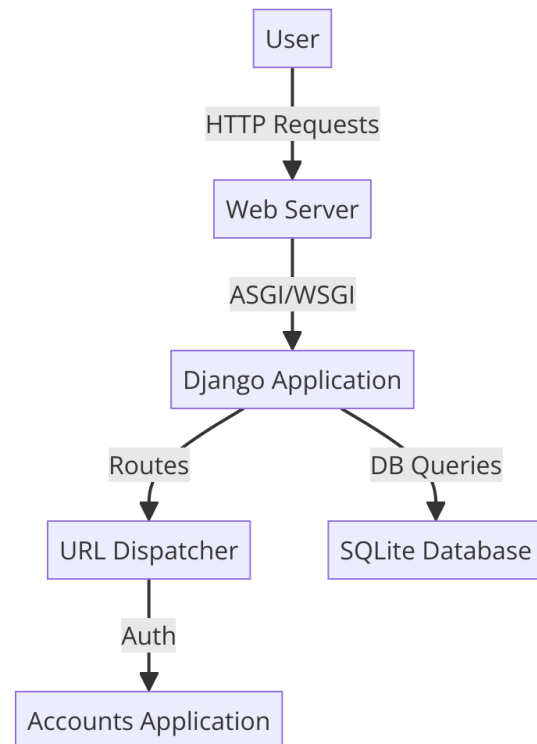 User
HTTP Requests
Web Server
ASGI/WSGI
Django Application
Routes
DB Queries
URL Dispatcher
SQLite Database
Auth
Accounts Application